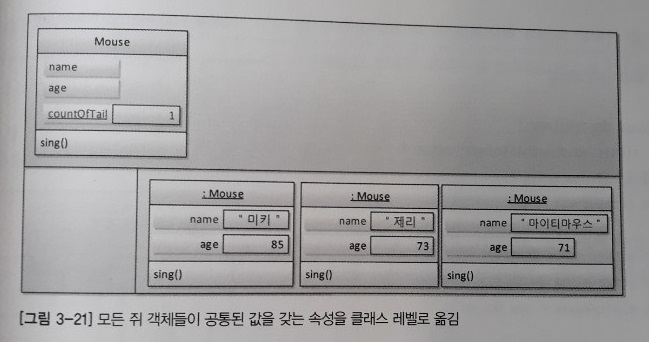 Mouse
name
age
countOfTail 1
sing()
: Mouse
name "미키"
age 85
sing()
: Mouse
name "제리"
age 73
sing()
: Mouse
name "마이티마우스"
age 71
sing()
[그림 3-21] 모든 쥐 객체들이 공통된 값을 갖는 속성을 클래스 레벨로 옮김